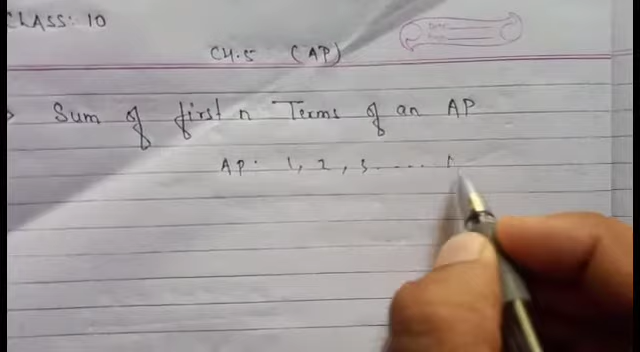 CLASS: 10
CH.5 (AP)
Sum of first n Terms of an AP
AP: 1, 2, 3 .....